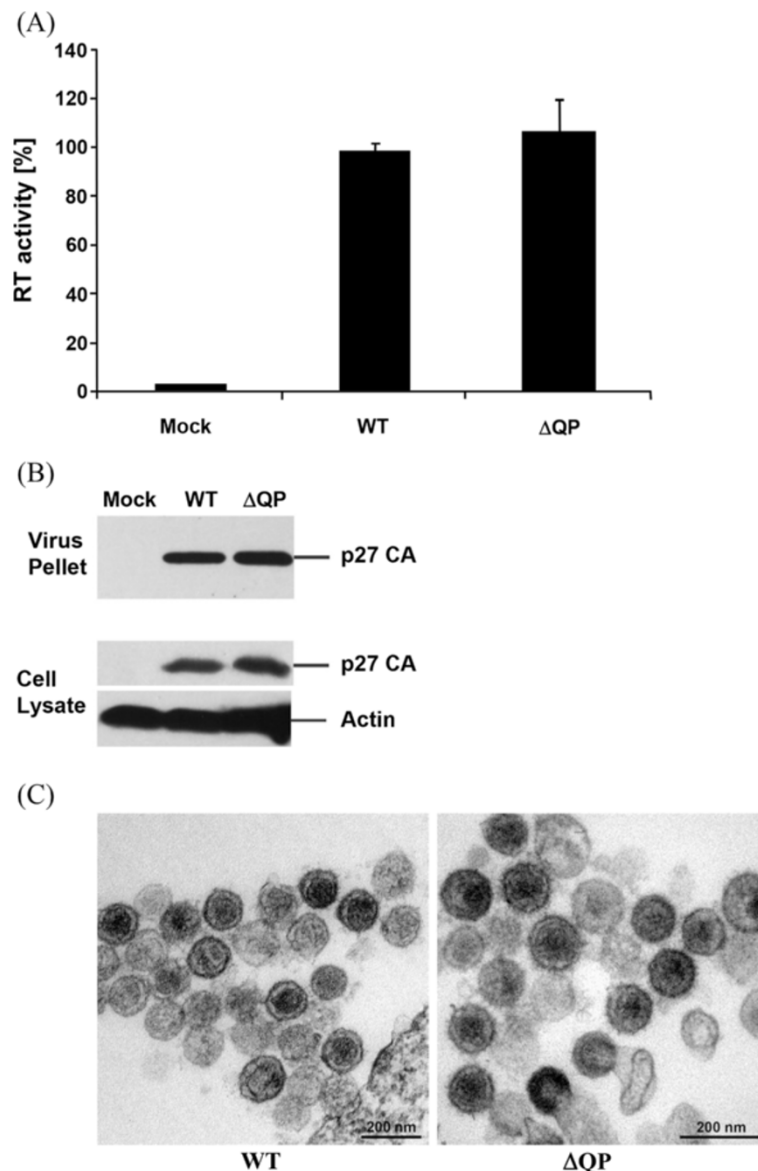 (A)
140
120
100
80
60
40
20
0
RT activity [%]
Mock WT ΔQP
(B)
Mock WT ΔQP
Virus
Pellet
p27 CA
Cell
Lysate
p27 CA
Actin
(C)
200 nm 200 nm
WT ΔQP